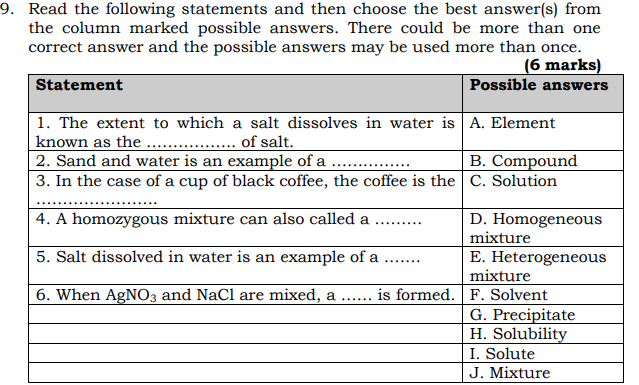 9. Read the following statements and then choose the best answer(s) from
the column marked possible answers. There could be more than one
correct answer and the possible answers may be used more than once.
(6 marks)
Statement Possible answers
1. The extent to which a salt dissolves in water is A. Element
known as the ................. of salt.
2. Sand and water is an example of a .............. B. Compound
3. In the case of a cup of black coffee, the coffee is the C. Solution
.......................
4. A homozygous mixture can also called a ......... D. Homogeneous
mixture
5. Salt dissolved in water is an example of a ....... E. Heterogeneous
mixture
6. When AgNO₃ and NaCl are mixed, a ...... is formed. F. Solvent
G. Precipitate
H. Solubility
I. Solute
J. Mixture